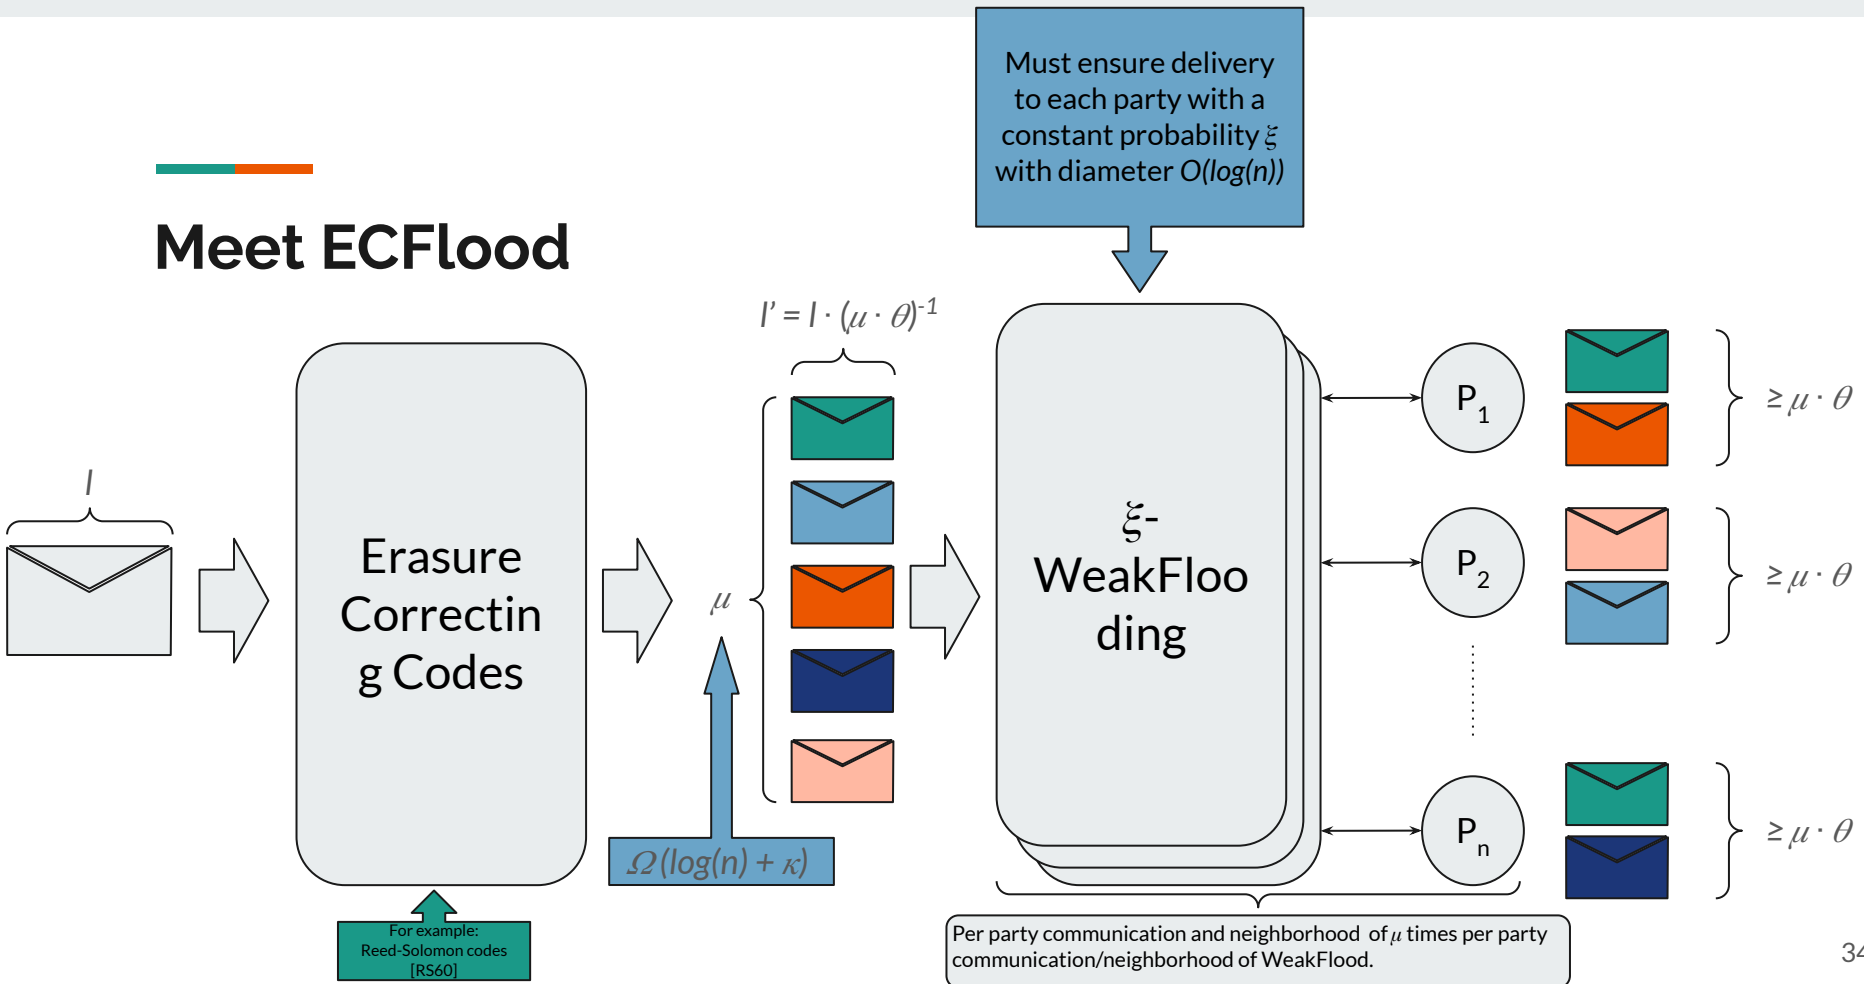 Must ensure delivery
to each party with a
constant probability ξ
with diameter O(log(n))
Meet ECFlood
l' = l · (μ · θ)⁻¹
l
Erasure
Correctin
g Codes
μ
Ω(log(n) + κ)
For example:
Reed-Solomon codes
[RS60]
ξ-
WeakFloo
ding
P₁
≥ μ · θ
P₂
≥ μ · θ
Pₙ
≥ μ · θ
Per party communication and neighborhood of μ times per party
communication/neighborhood of WeakFlood.
34